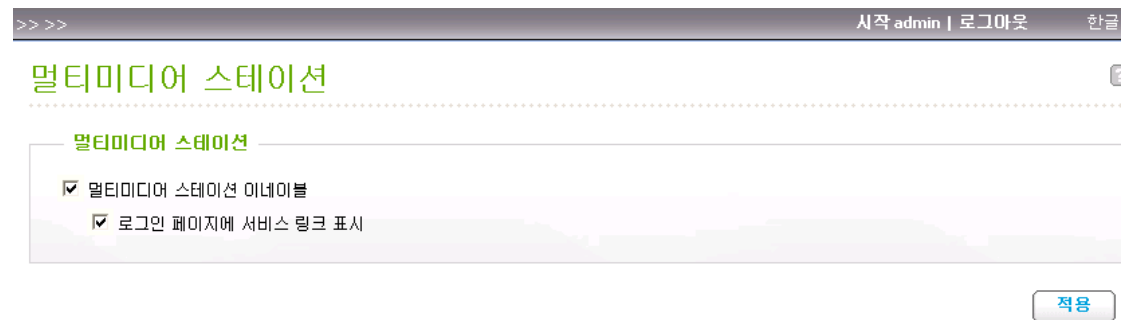 >> >> 시작 admin | 로그아웃 한글
멀티미디어 스테이션
멀티미디어 스테이션
멀티미디어 스테이션 이네이블
로그인 페이지에 서비스 링크 표시
적용